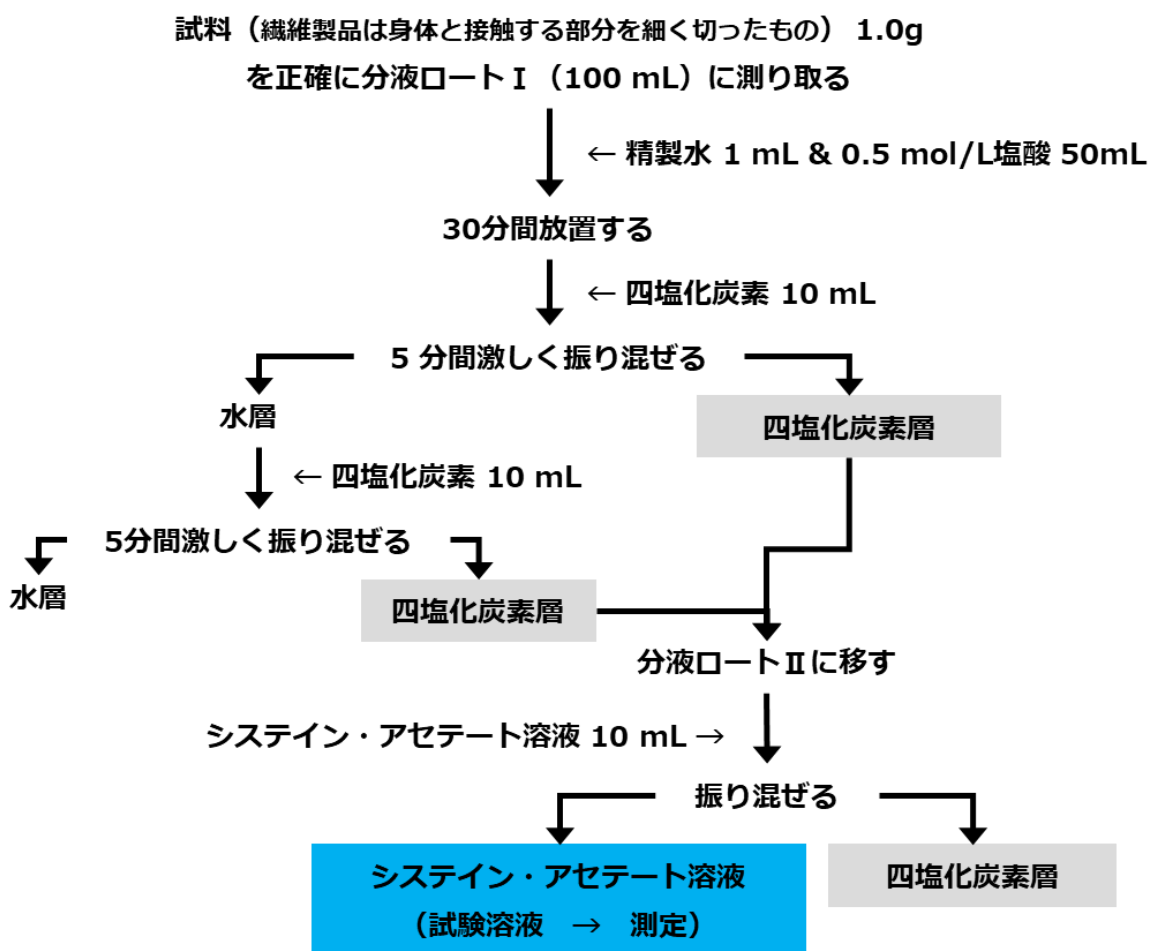 試料（繊維製品は身体と接触する部分を細く切ったもの） 1.0g
を正確に分液ロートⅠ（100 mL）に測り取る
← 精製水 1 mL & 0.5 mol/L塩酸 50mL
30分間放置する
← 四塩化炭素 10 mL
5 分間激しく振り混ぜる
水層
四塩化炭素層
← 四塩化炭素 10 mL
5分間激しく振り混ぜる
水層
四塩化炭素層
分液ロートⅡに移す
システイン・アセテート溶液 10 mL →
振り混ぜる
システイン・アセテート溶液
（試験溶液　→　測定）
四塩化炭素層